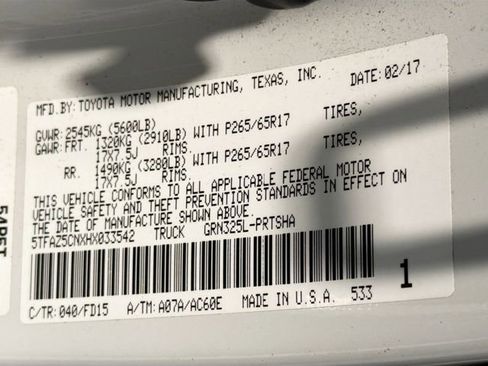 MFD.BY:TOYOTA MOTOR MANUFACTURING, TEXAS, INC. DATE:02/17
GVWR:2545KG (5600LB)
GAWR:FRT. 1320KG (2910LB) WITH P265/65R17 TIRES,
17X7.5J RIMS.
RR. 1490KG (3280LB) WITH P265/65R17 TIRES,
17X7.5J RIMS.
THIS VEHICLE CONFORMS TO ALL APPLICABLE FEDERAL MOTOR
VEHICLE SAFETY AND THEFT PREVENTION STANDARDS IN EFFECT ON
THE DATE OF MANUFACTURE SHOWN ABOVE.
5TFAZ5CNXHX033542 TRUCK GRN325L-PRTSHA
1
C/TR:040/FD15 A/TM:A07A/AC60E MADE IN U.S.A. 533